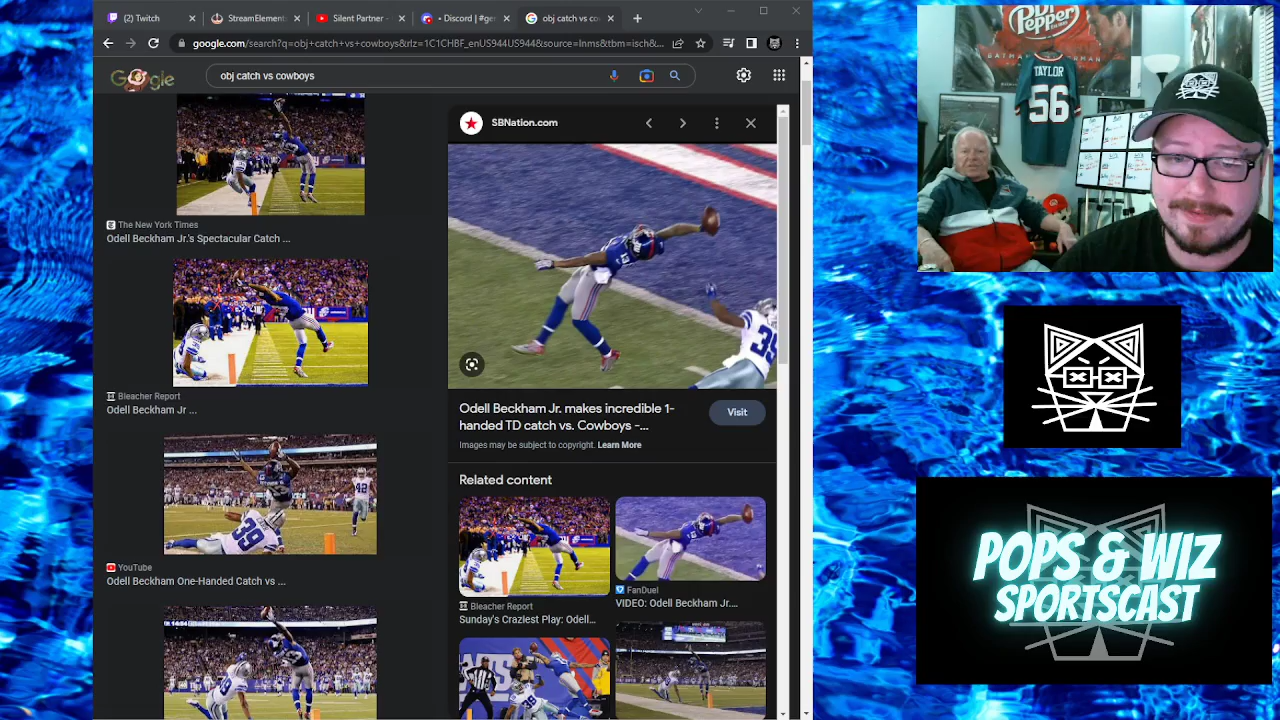 (2) Twitch
StreamElement
Silent Partner -
• Discord | #ger
obj catch vs co
google.com/search?q=obj+catch+vs+cowboys&rlz=1C1CHBF_enUS944US944&source=lnms&tbm=isch&...
Google
obj catch vs cowboys
The New York Times
Odell Beckham Jr.'s Spectacular Catch ...
Bleacher Report
Odell Beckham Jr ...
YouTube
Odell Beckham One-Handed Catch vs ...
SBNation.com
Odell Beckham Jr. makes incredible 1-
handed TD catch vs. Cowboys -...
Visit
Images may be subject to copyright. Learn More
Related content
Bleacher Report
Sunday's Craziest Play: Odell...
FanDuel
VIDEO: Odell Beckham Jr....
39
42
Dr Pepper
BATMAN
TAYLOR
56
POPS & WIZ
SPORTSCAST